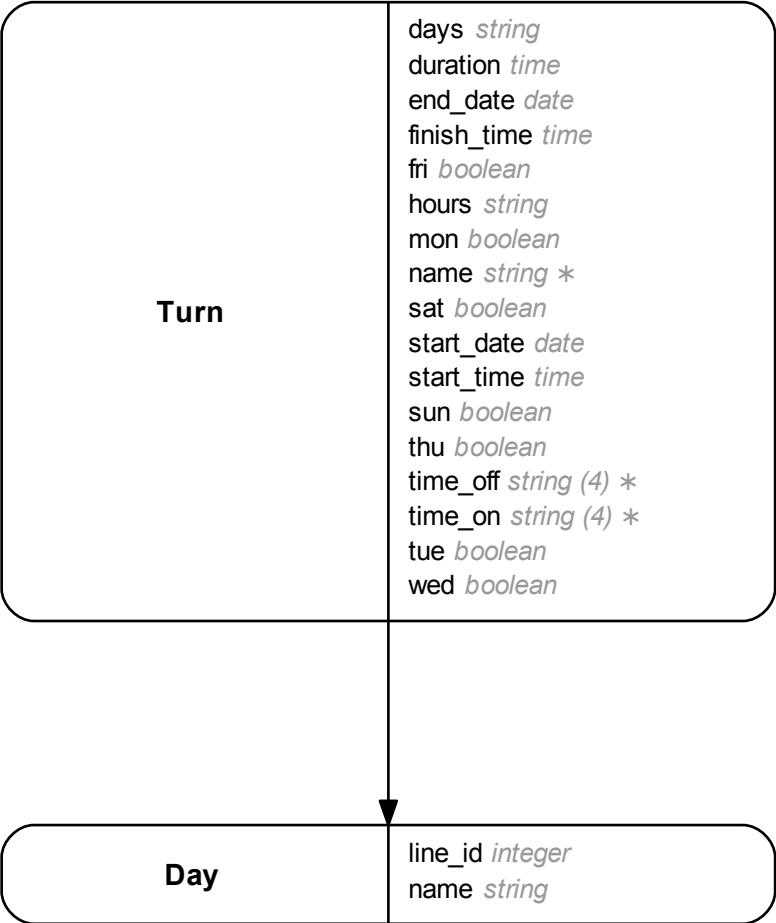 Turn
days string
duration time
end_date date
finish_time time
fri boolean
hours string
mon boolean
name string ∗
sat boolean
start_date date
start_time time
sun boolean
thu boolean
time_off string (4) ∗
time_on string (4) ∗
tue boolean
wed boolean
Day
line_id integer
name string